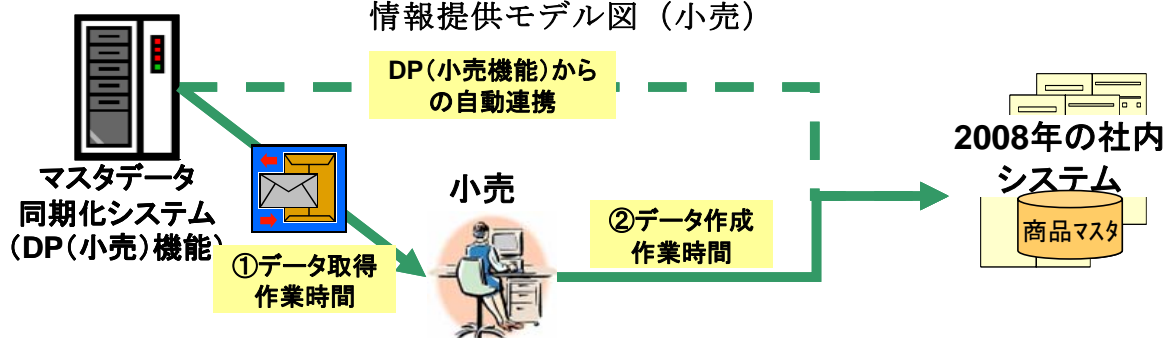 情報提供モデル図（小売）
DP（小売機能）から
の自動連携
マスタデータ
同期化システム
（DP（小売）機能）
①データ取得
作業時間
小売
②データ作成
作業時間
2008年の社内
システム
商品マスタ